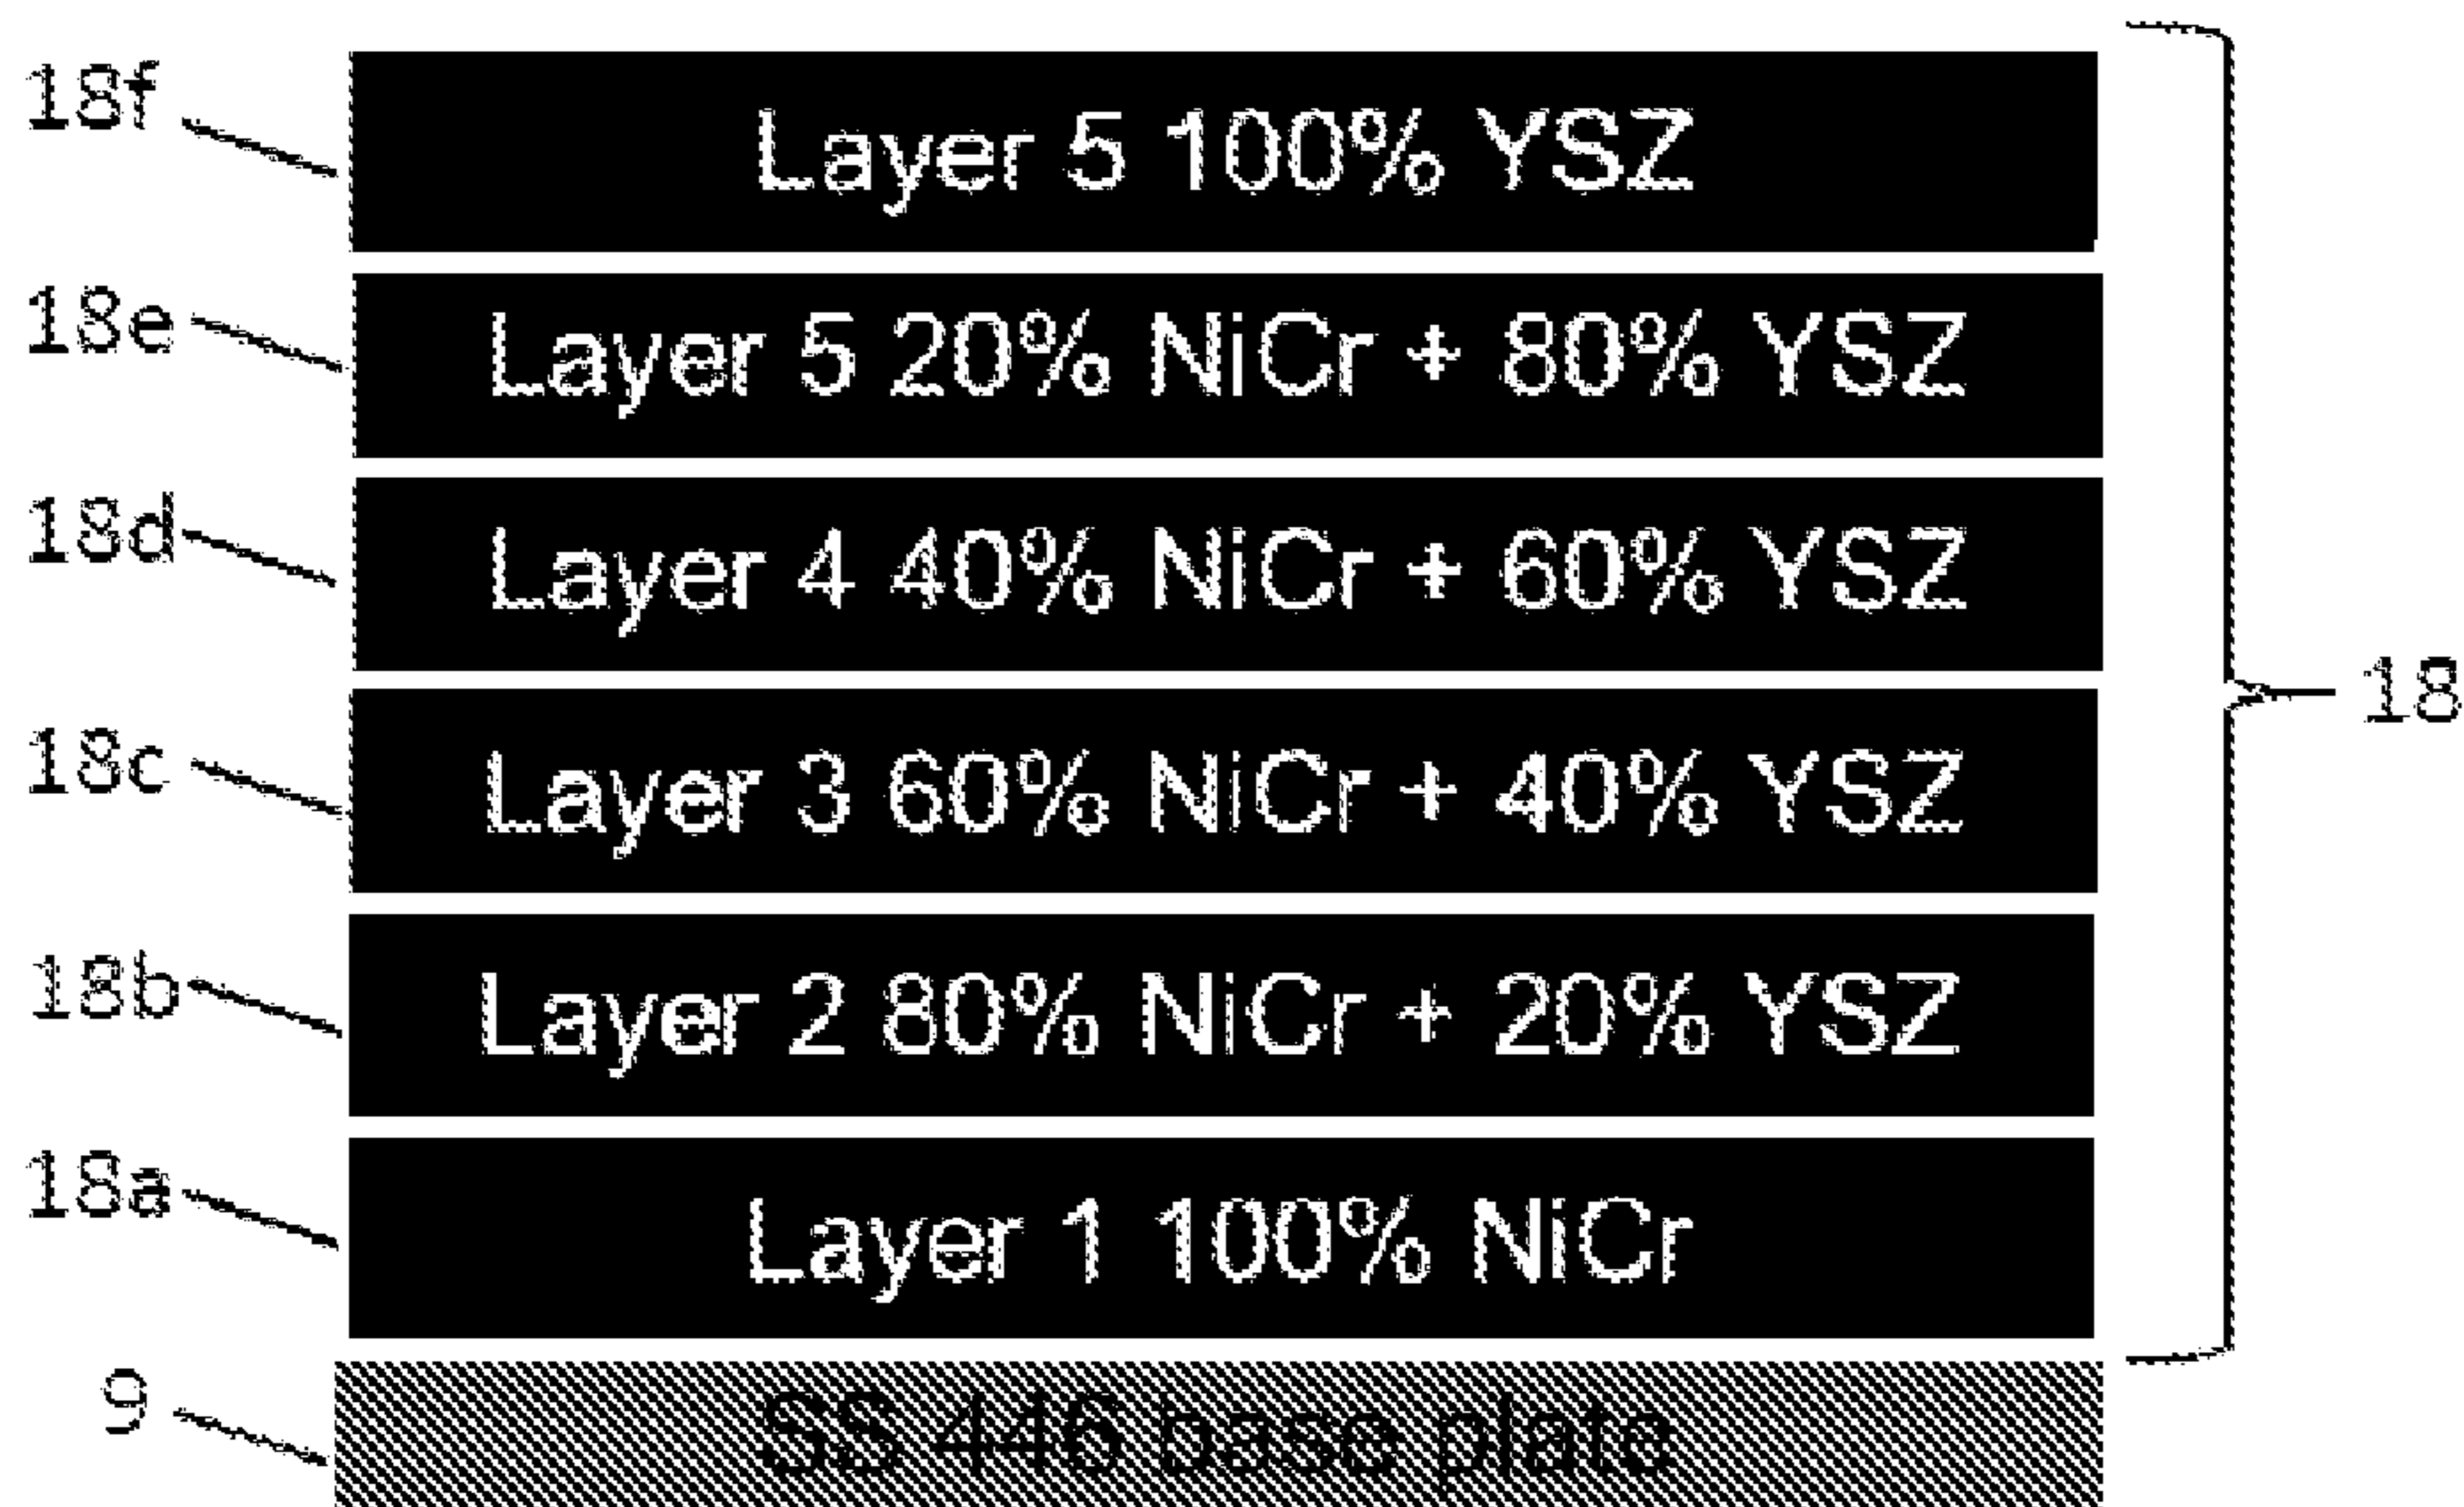 18f
Layer 5 100% YSZ
18e
Layer 5 20% NiCr + 80% YSZ
18d
Layer 4 40% NiCr + 60% YSZ
18
18c
Layer 3 60% NiCr + 40% YSZ
18b
Layer 2 80% NiCr + 20% YSZ
18a
Layer 1 100% NiCr
9
SS 446 base plate